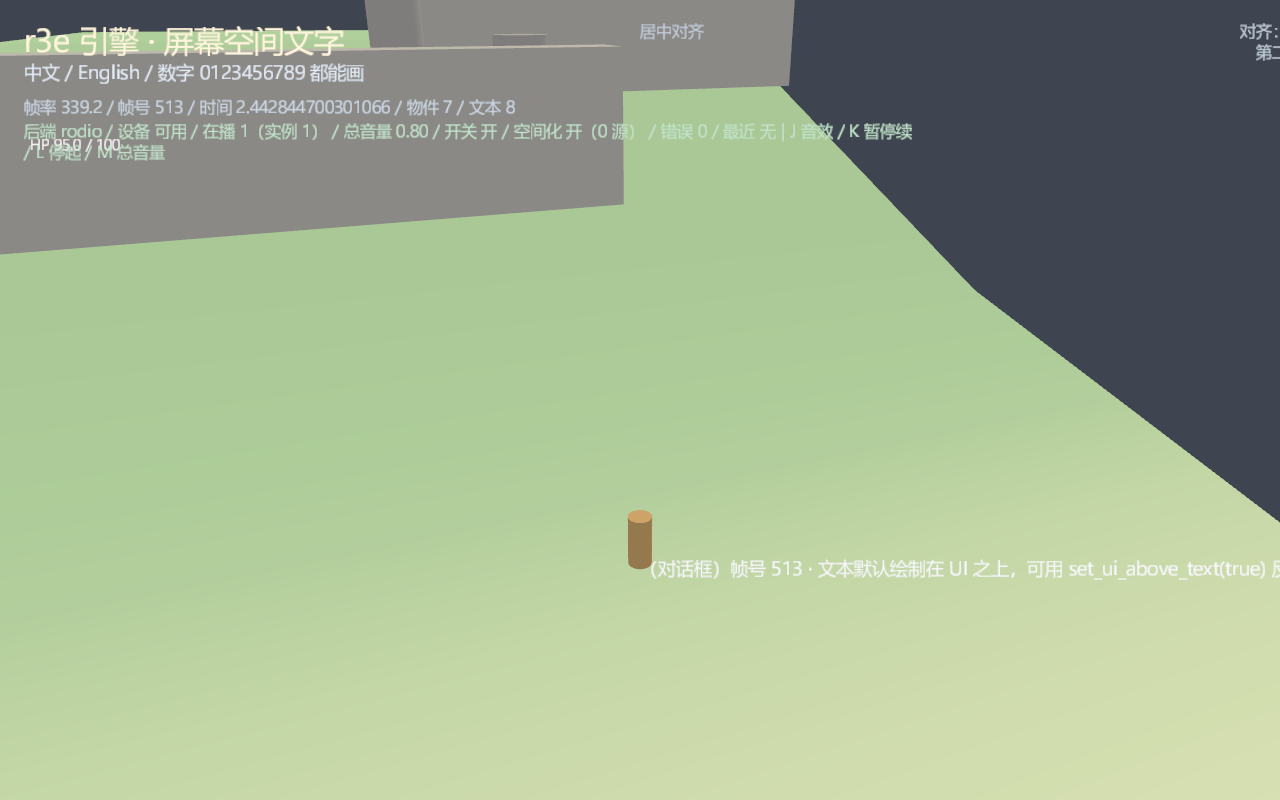 r3e 引擎 · 屏幕空间文字
居中对齐
对齐:
第二
中文 / English / 数字 0123456789 都能画
帧率 339.2 / 帧号 513 / 时间 2.442844700301066 / 物件 7 / 文本 8
后端 rodio / 设备 可用 / 在播 1（实例 1） / 总音量 0.80 / 开关 开 / 空间化 开（0 源） / 错误 0 / 最近 无 | J 音效 / K 暂停续
HP 95.0 / 100
/ L 停起 / M 总音量
（对话框）帧号 513 · 文本默认绘制在 UI 之上，可用 set_ui_above_text(true) 反